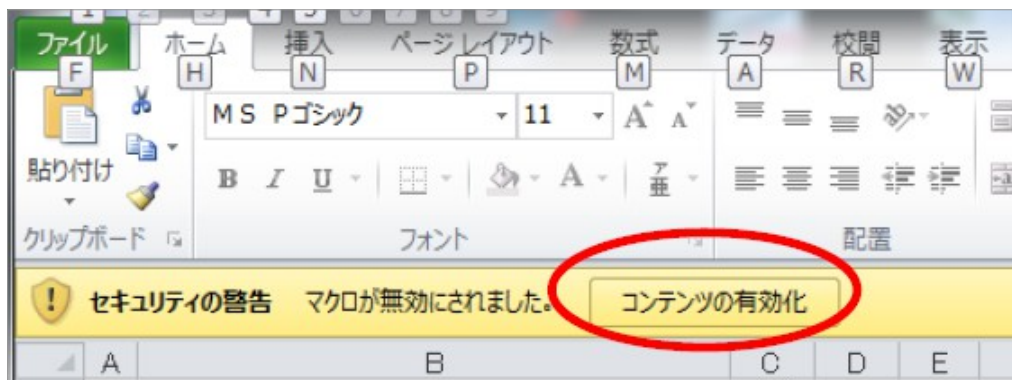 ファイル ホーム 挿入 ページ レイアウト 数式 データ 校閲 表示
F H N P M A R W
MS Pゴシック 11 A A
貼り付け B I U A ア亜
クリップボード フォント 配置
セキュリティの警告 マクロが無効にされました。 コンテンツの有効化
A B C D E